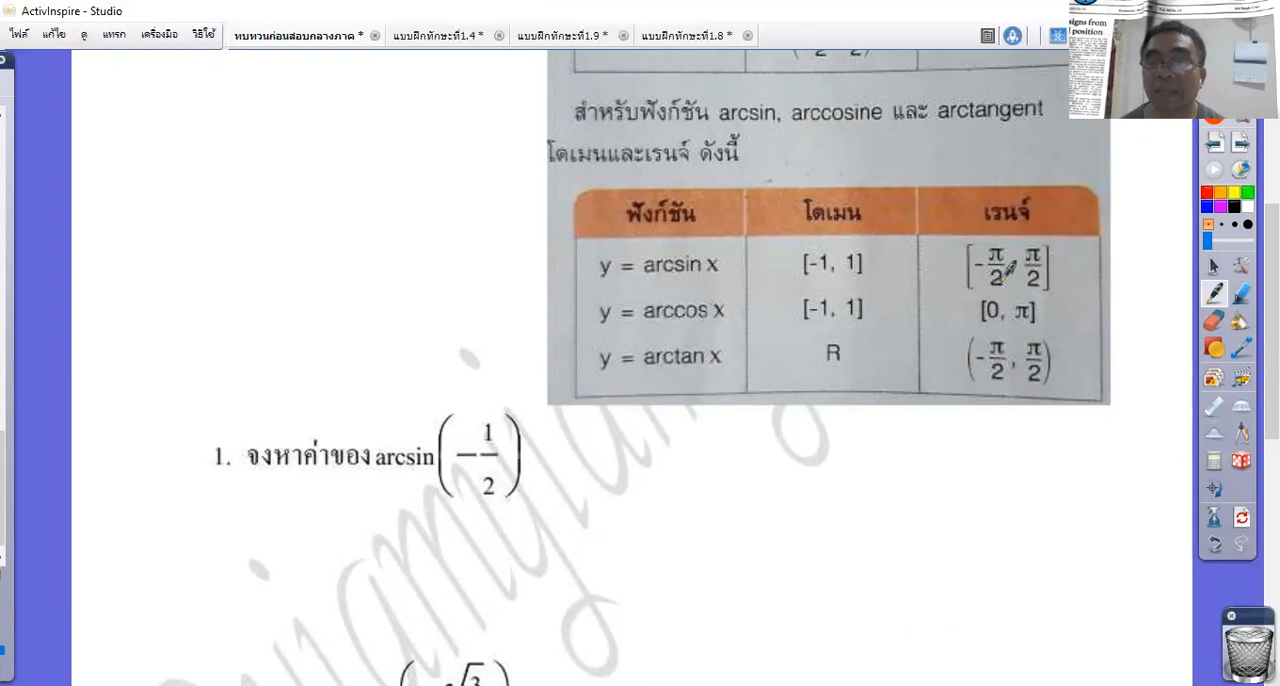 ActivInspire - Studio
ไฟล์ แก้ไข ดู แทรก เครื่องมือ วิธีใช้
ทบทวนก่อนสอบกลางภาค * แบบฝึกทักษะที่1.4 * แบบฝึกทักษะที่1.9 * แบบฝึกทักษะที่1.8 *
signs from
position
สำหรับฟังก์ชัน arcsin, arccosine และ arctangent
โดเมนและเรนจ์ ดังนี้
ฟังก์ชัน โดเมน เรนจ์
y = arcsin x [-1, 1] [-π/2, π/2]
y = arccos x [-1, 1] [0, π]
y = arctan x R (-π/2, π/2)
1. จงหาค่าของ arcsin(-1/2)